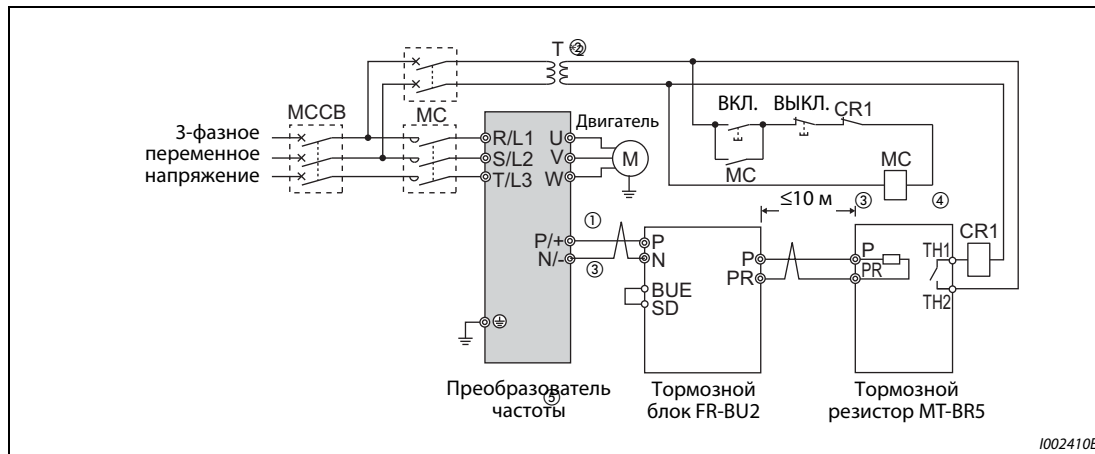 T ②
MCCB
MC
3-фазное
переменное
напряжение
R/L1
S/L2
T/L3
U
V
W
Двигатель
M
ВКЛ.
ВЫКЛ.
CR1
MC
MC
≤10 м
③
④
①
P/+
N/-
③
P
N
BUE
SD
P
PR
P
PR
TH1
TH2
CR1
Преобразователь
частоты
⑤
Тормозной
блок FR-BU2
Тормозной
резистор MT-BR5
I002410E